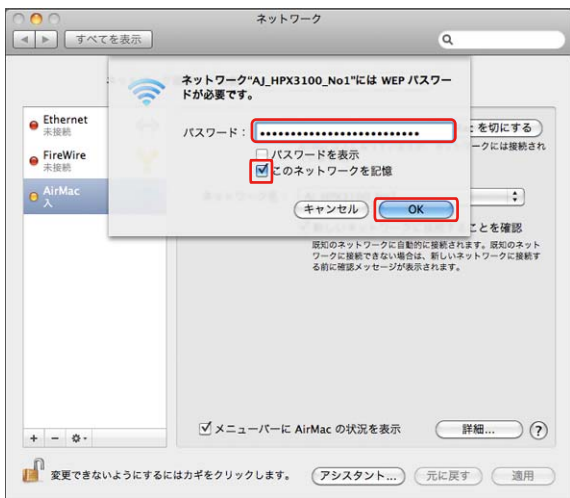 ネットワーク
すべてを表示
ネットワーク“AJ_HPX3100_No1”には WEP パスワー
ドが必要です。
パスワード：
パスワードを表示
このネットワークを記憶
キャンセル
OK
Ethernet
未接続
FireWire
未接続
AirMac
入
を切にする
ークには接続され
ことを確認
既知のネットワークに自動的に接続されます。既知のネット
ワークに接続できない場合は、新しいネットワークに接続す
る前に確認メッセージが表示されます。
メニューバーに AirMac の状況を表示
詳細...
?
変更できないようにするにはカギをクリックします。
アシスタント...
元に戻す
適用